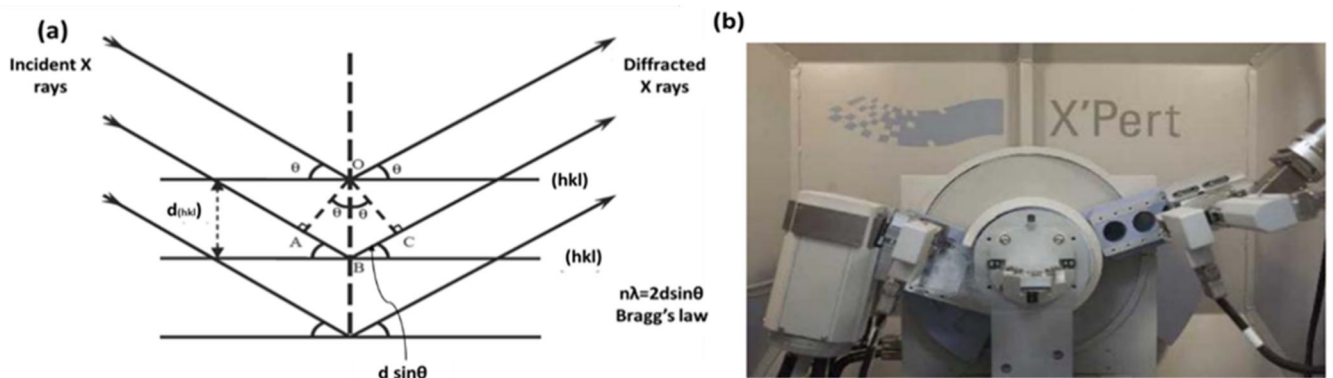 (a)
Incident X
rays
Diffracted
X rays
θ
O
θ
(hkl)
d(hkl)
θ θ
A
C
B
(hkl)
nλ=2dsinθ
Bragg's law
d sinθ
(b)
X'Pert